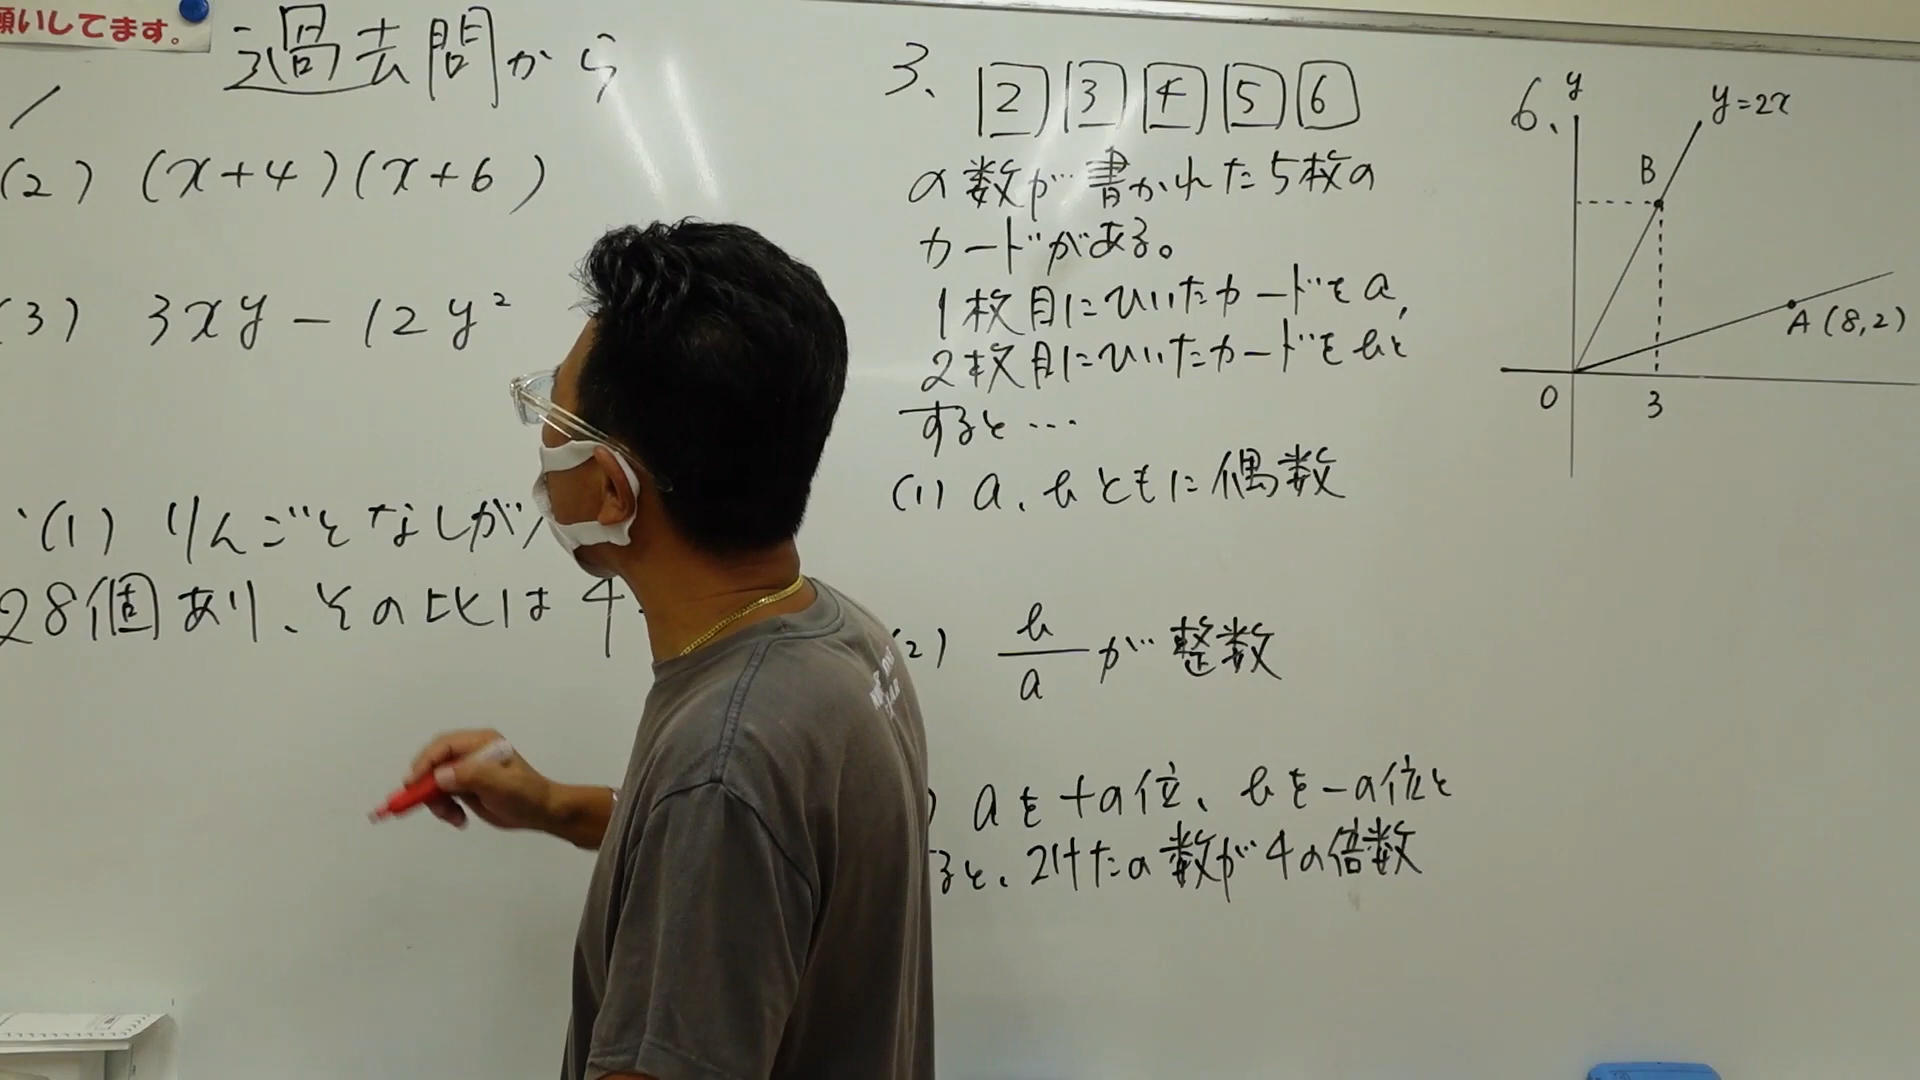 願いしてます。
過去問から
(2) (x+4)(x+6)
(3) 3xy-12y²
(1) りんごとなしが
28個あり、その比は4
3、 2 3 4 5 6
の数が書かれた5枚の
カードがある。
1枚目にひいたカードをa,
2枚目にひいたカードをbと
すると…
(1) a、bともに偶数
(2) b/aが整数
) aを十の位、bを一の位と
ると、2けたの数が4の倍数
6、
y
y=2x
B
A(8,2)
O 3